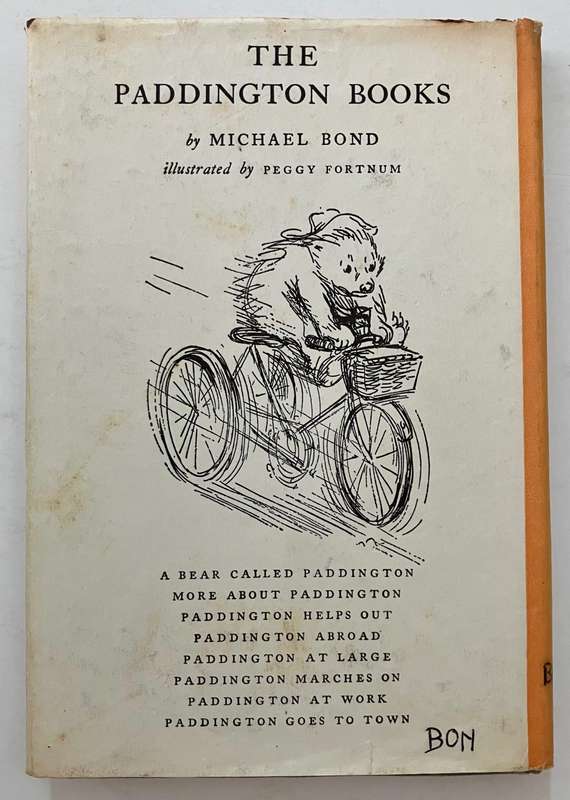 THE
PADDINGTON BOOKS
by MICHAEL BOND
illustrated by PEGGY FORTNUM
A BEAR CALLED PADDINGTON
MORE ABOUT PADDINGTON
PADDINGTON HELPS OUT
PADDINGTON ABROAD
PADDINGTON AT LARGE
PADDINGTON MARCHES ON
PADDINGTON AT WORK
PADDINGTON GOES TO TOWN
BON